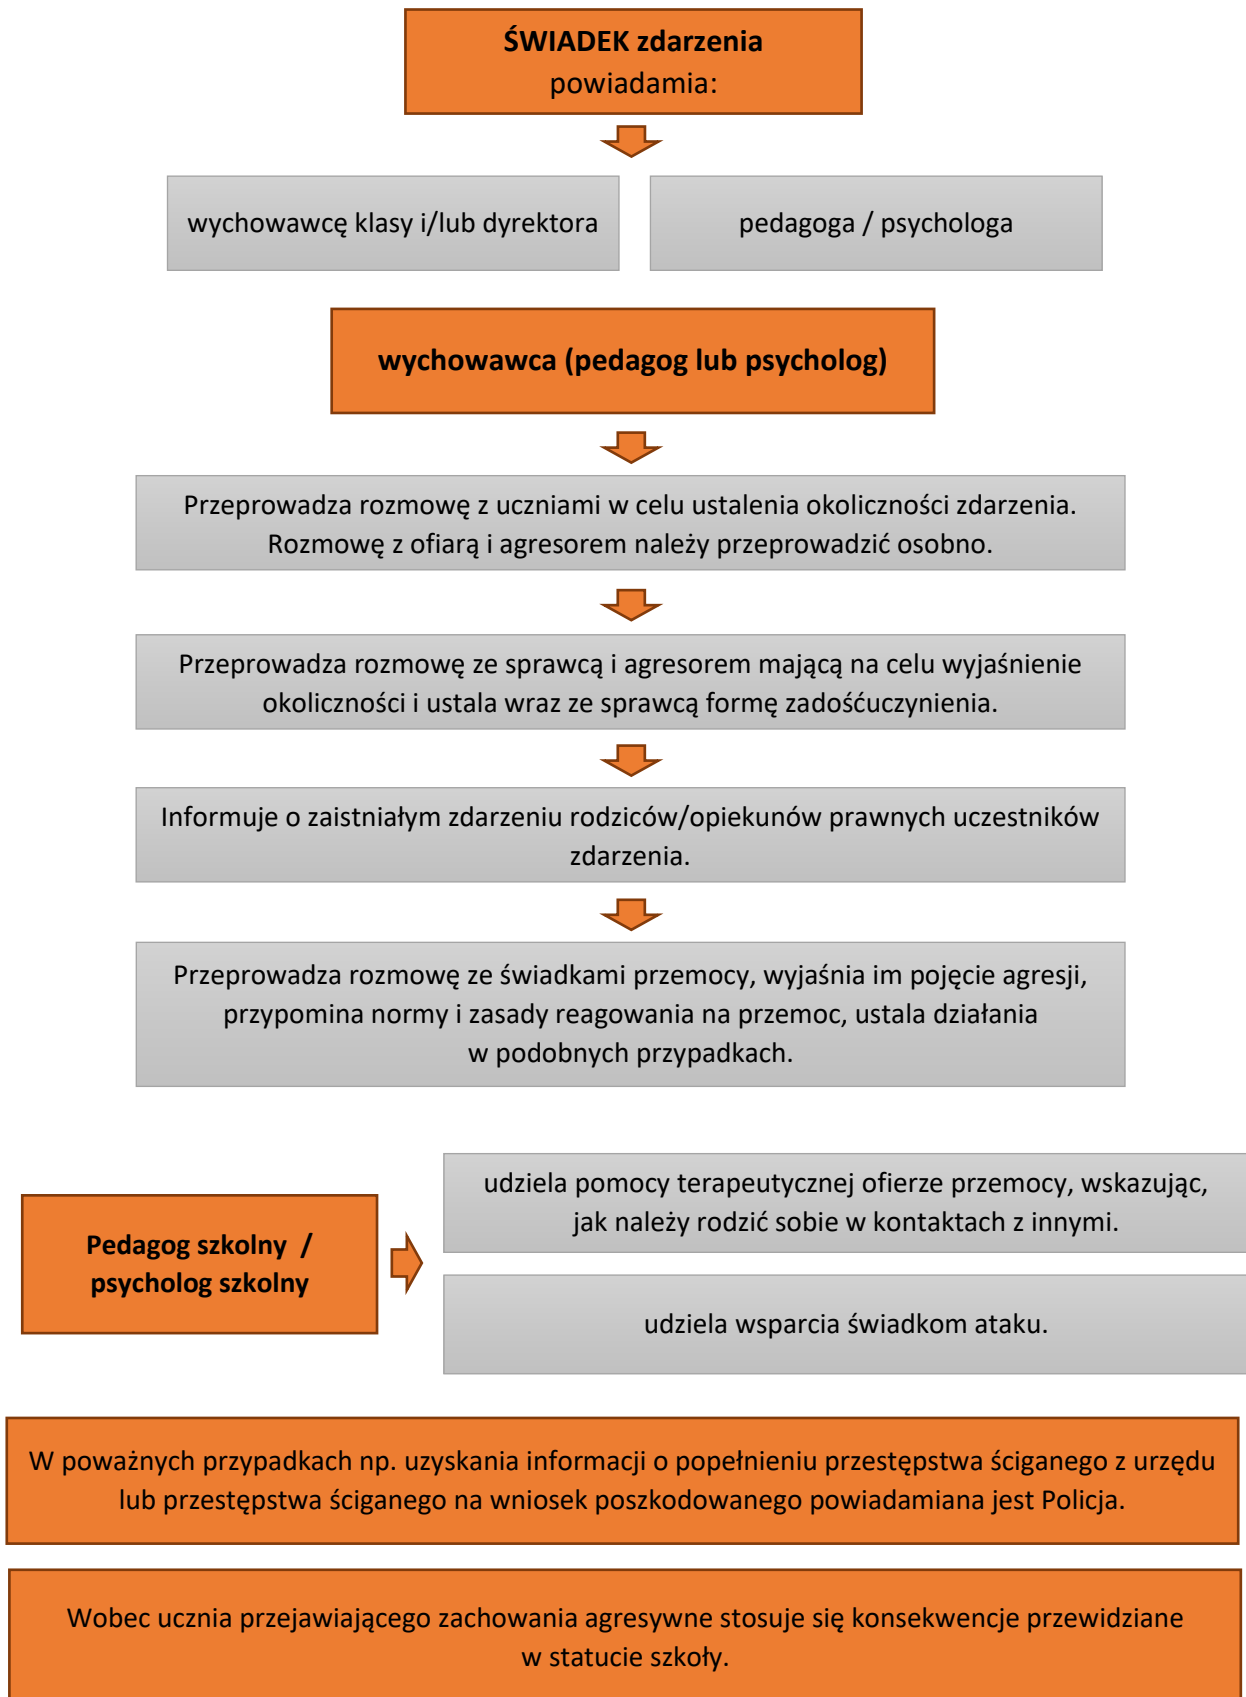 ŚWIADEK zdarzenia
powiadamia:
wychowawcę klasy i/lub dyrektora
pedagoga / psychologa
wychowawca (pedagog lub psycholog)
Przeprowadza rozmowę z uczniami w celu ustalenia okoliczności zdarzenia.
Rozmowę z ofiarą i agresorem należy przeprowadzić osobno.
Przeprowadza rozmowę ze sprawcą i agresorem mającą na celu wyjaśnienie
okoliczności i ustala wraz ze sprawcą formę zadośćuczynienia.
Informuje o zaistniałym zdarzeniu rodziców/opiekunów prawnych uczestników
zdarzenia.
Przeprowadza rozmowę ze świadkami przemocy, wyjaśnia im pojęcie agresji,
przypomina normy i zasady reagowania na przemoc, ustala działania
w podobnych przypadkach.
Pedagog szkolny /
psycholog szkolny
udziela pomocy terapeutycznej ofierze przemocy, wskazując,
jak należy rodzić sobie w kontaktach z innymi.
udziela wsparcia świadkom ataku.
W poważnych przypadkach np. uzyskania informacji o popełnieniu przestępstwa ściganego z urzędu
lub przestępstwa ściganego na wniosek poszkodowanego powiadamiana jest Policja.
Wobec ucznia przejawiającego zachowania agresywne stosuje się konsekwencje przewidziane
w statucie szkoły.